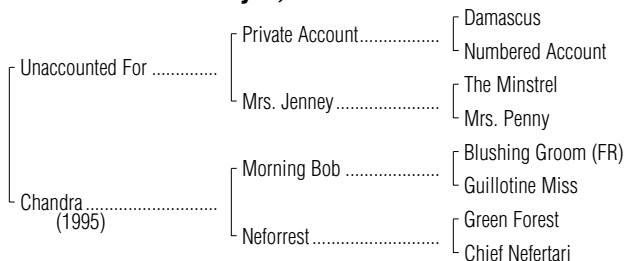 Damascus
Private Account..................
Numbered Account
Unaccounted For ..............
The Minstrel
Mrs. Jenney.......................
Mrs. Penny
Blushing Groom (FR)
Morning Bob .....................
Guillotine Miss
Chandra.............................
(1995)
Green Forest
Neforrest............................
Chief Nefertari